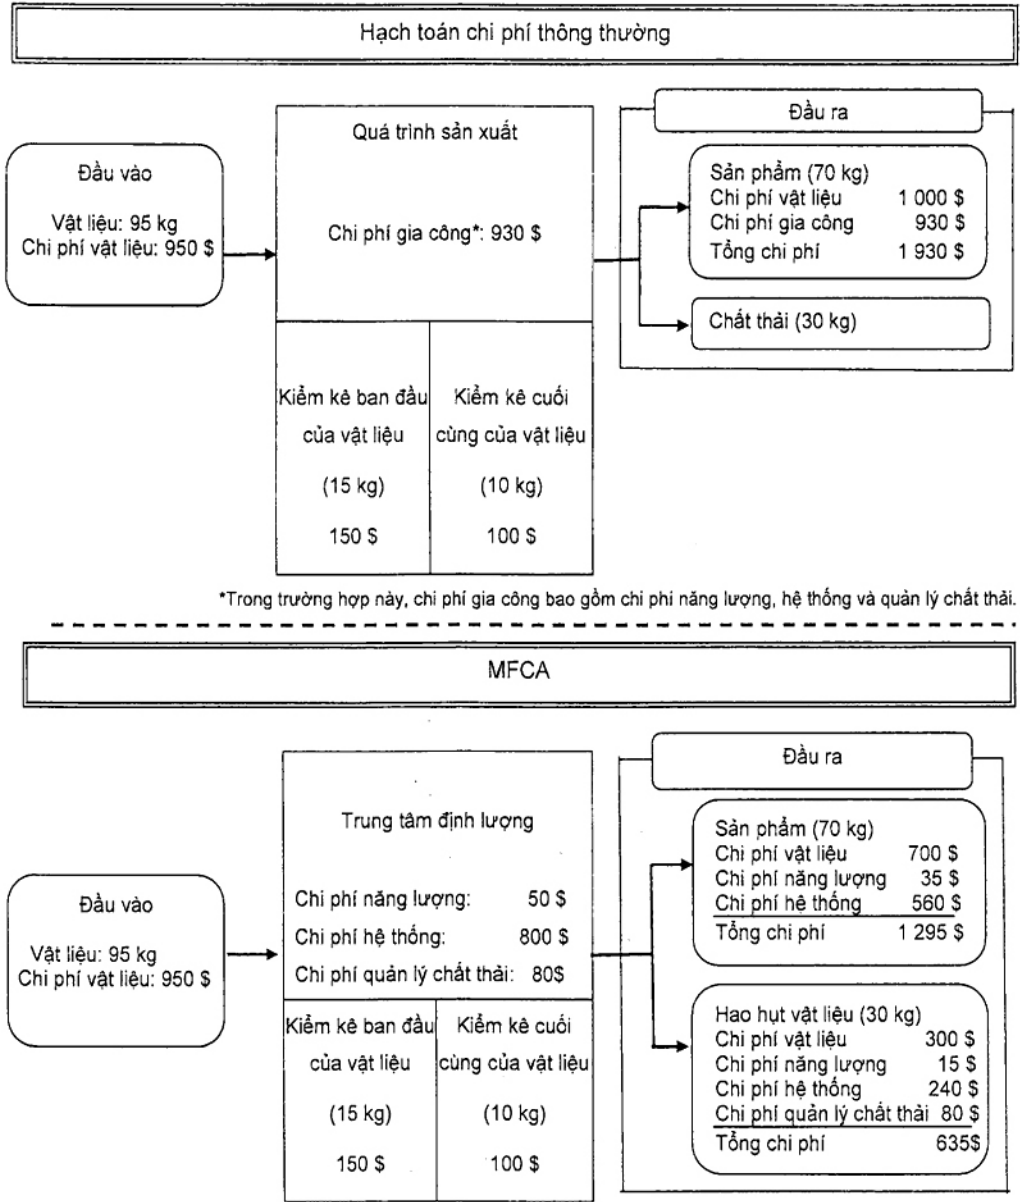 Hạch toán chi phí thông thường
Đầu vào
Vật liệu: 95 kg
Chi phí vật liệu: 950 $
Quá trình sản xuất
Chi phí gia công*: 930 $
Kiểm kê ban đầu
của vật liệu
(15 kg)
150 $
Kiểm kê cuối
cùng của vật liệu
(10 kg)
100 $
Đầu ra
Sản phẩm (70 kg)
Chi phí vật liệu 1 000 $
Chi phí gia công 930 $
Tổng chi phí 1 930 $
Chất thải (30 kg)
*Trong trường hợp này, chi phí gia công bao gồm chi phi năng lượng, hệ thống và quản lý chất thải.
MFCA
Đầu vào
Vật liệu: 95 kg
Chi phí vật liệu: 950 $
Trung tâm định lượng
Chi phí năng lượng: 50 $
Chi phí hệ thống: 800 $
Chi phí quản lý chất thải: 80$
Kiểm kê ban đầu
của vật liệu
(15 kg)
150 $
Kiểm kê cuối
cùng của vật liệu
(10 kg)
100 $
Đầu ra
Sản phẩm (70 kg)
Chi phí vật liệu 700 $
Chi phí năng lượng 35 $
Chi phí hệ thống 560 $
Tổng chi phí 1 295 $
Hao hụt vật liệu (30 kg)
Chi phí vật liệu 300 $
Chi phí năng lượng 15 $
Chi phí hệ thống 240 $
Chi phí quản lý chất thải 80 $
Tổng chi phí 635$